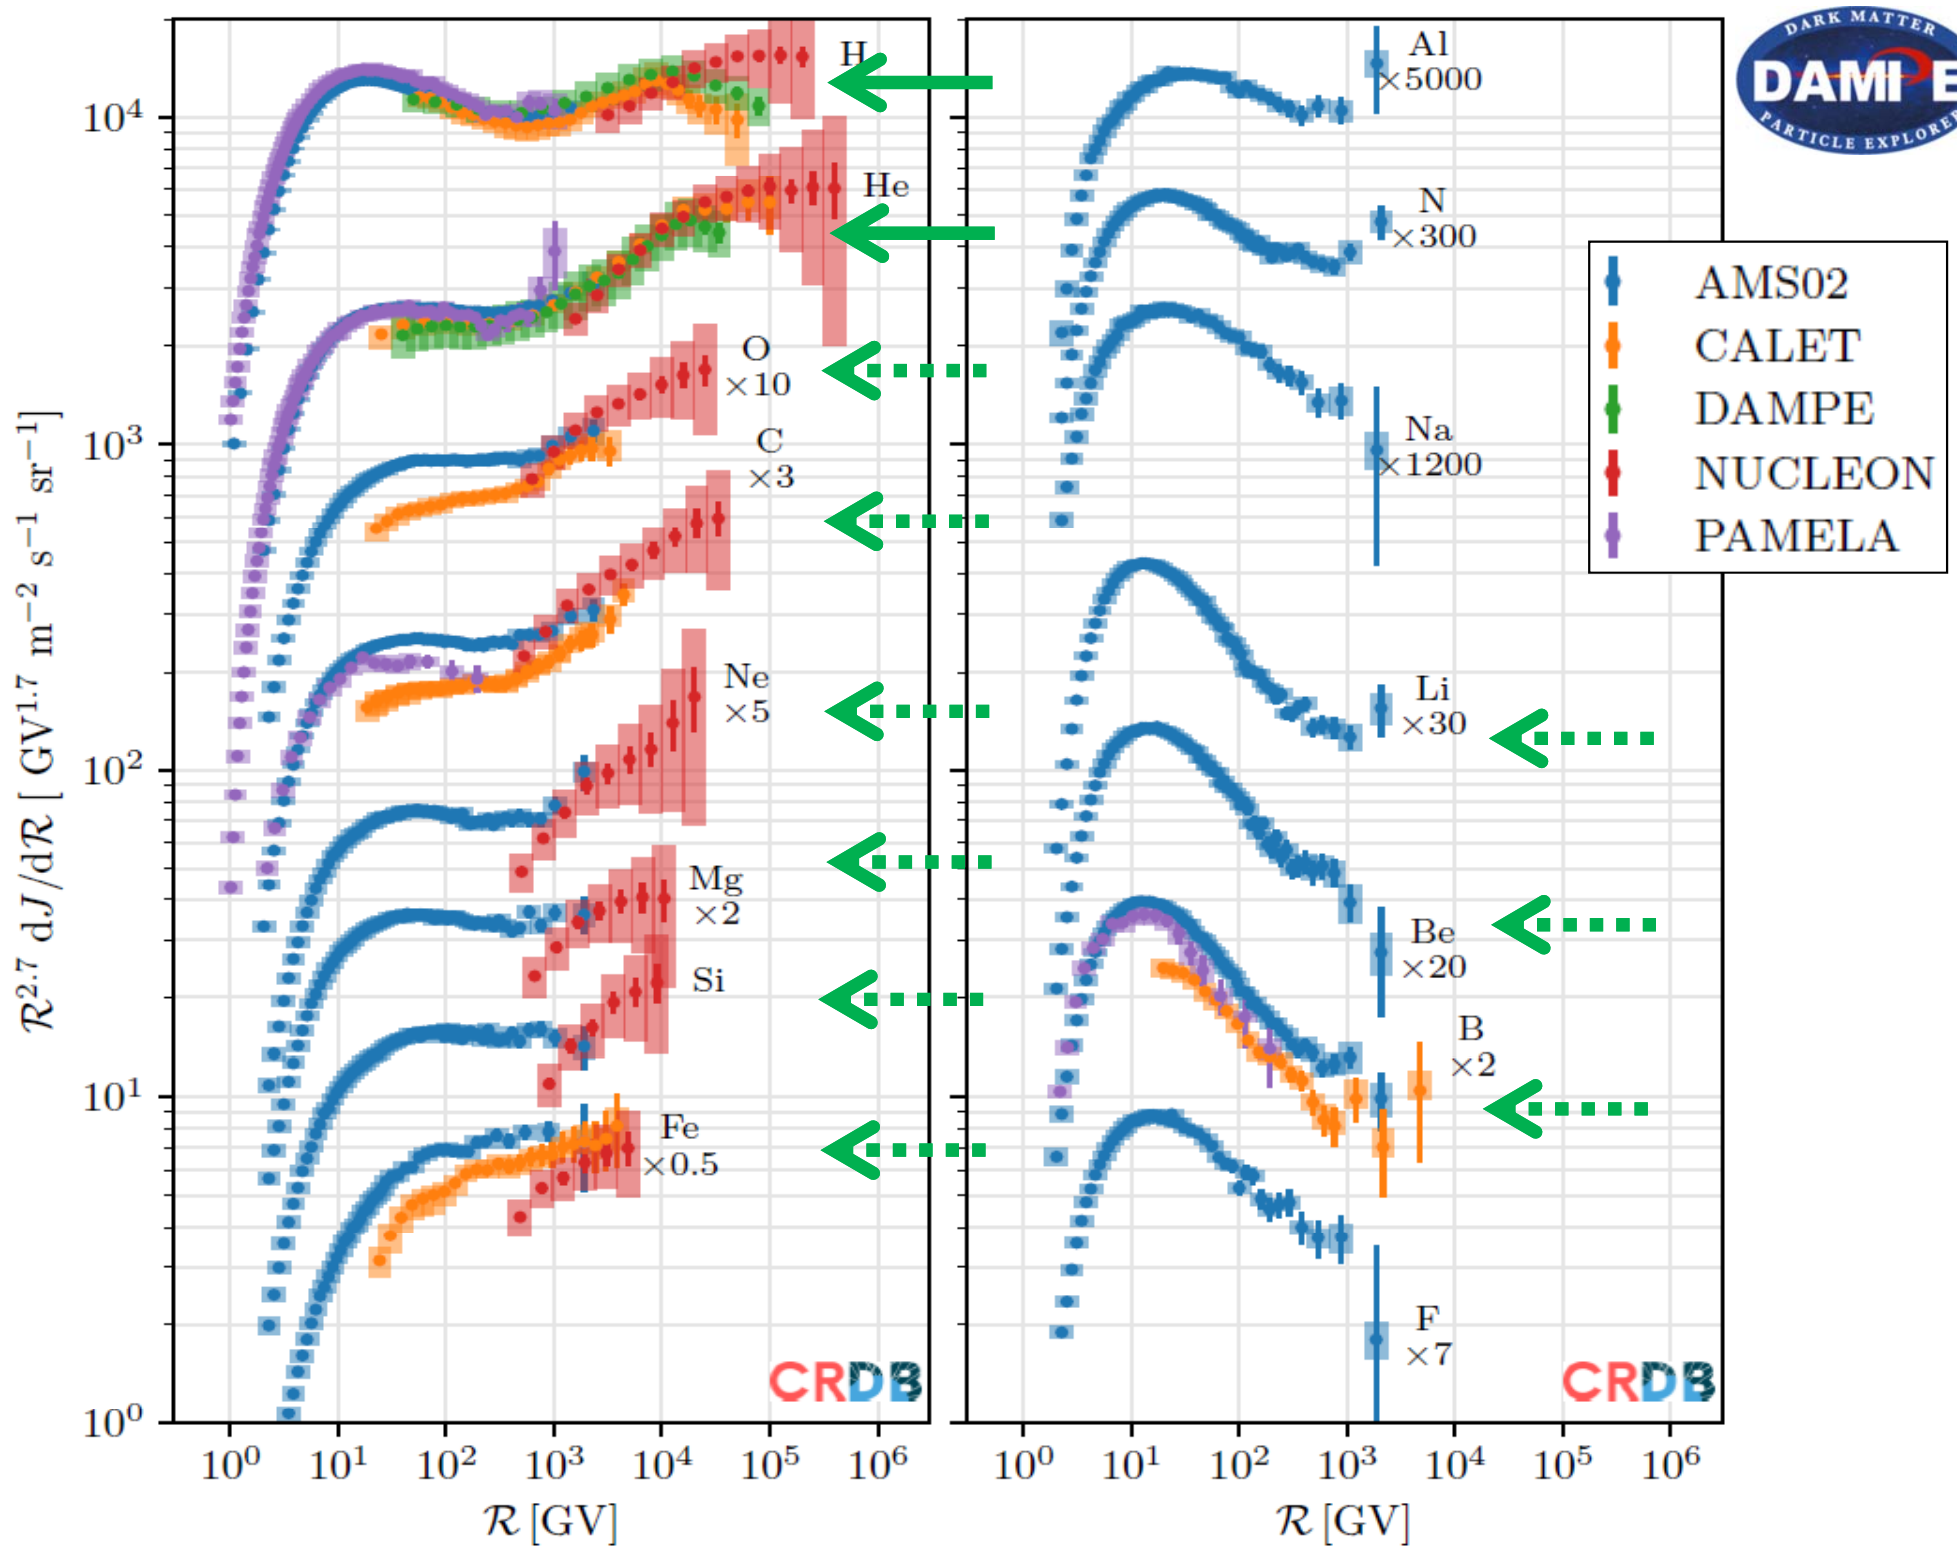 DARK MATTER
DAMPE
PARTICLE EXPLORER
H
He
O
×10
C
×3
Ne
×5
Mg
×2
Si
Fe
×0.5
CRDB
10⁴
10³
10²
10¹
10⁰
R²·⁷ dJ/dR [ GV¹·⁷ m⁻² s⁻¹ sr⁻¹]
10⁰ 10¹ 10² 10³ 10⁴ 10⁵ 10⁶
R [GV]
Al
×5000
N
×300
Na
×1200
Li
×30
Be
×20
B
×2
F
×7
CRDB
10⁰ 10¹ 10² 10³ 10⁴ 10⁵ 10⁶
R [GV]
AMS02
CALET
DAMPE
NUCLEON
PAMELA